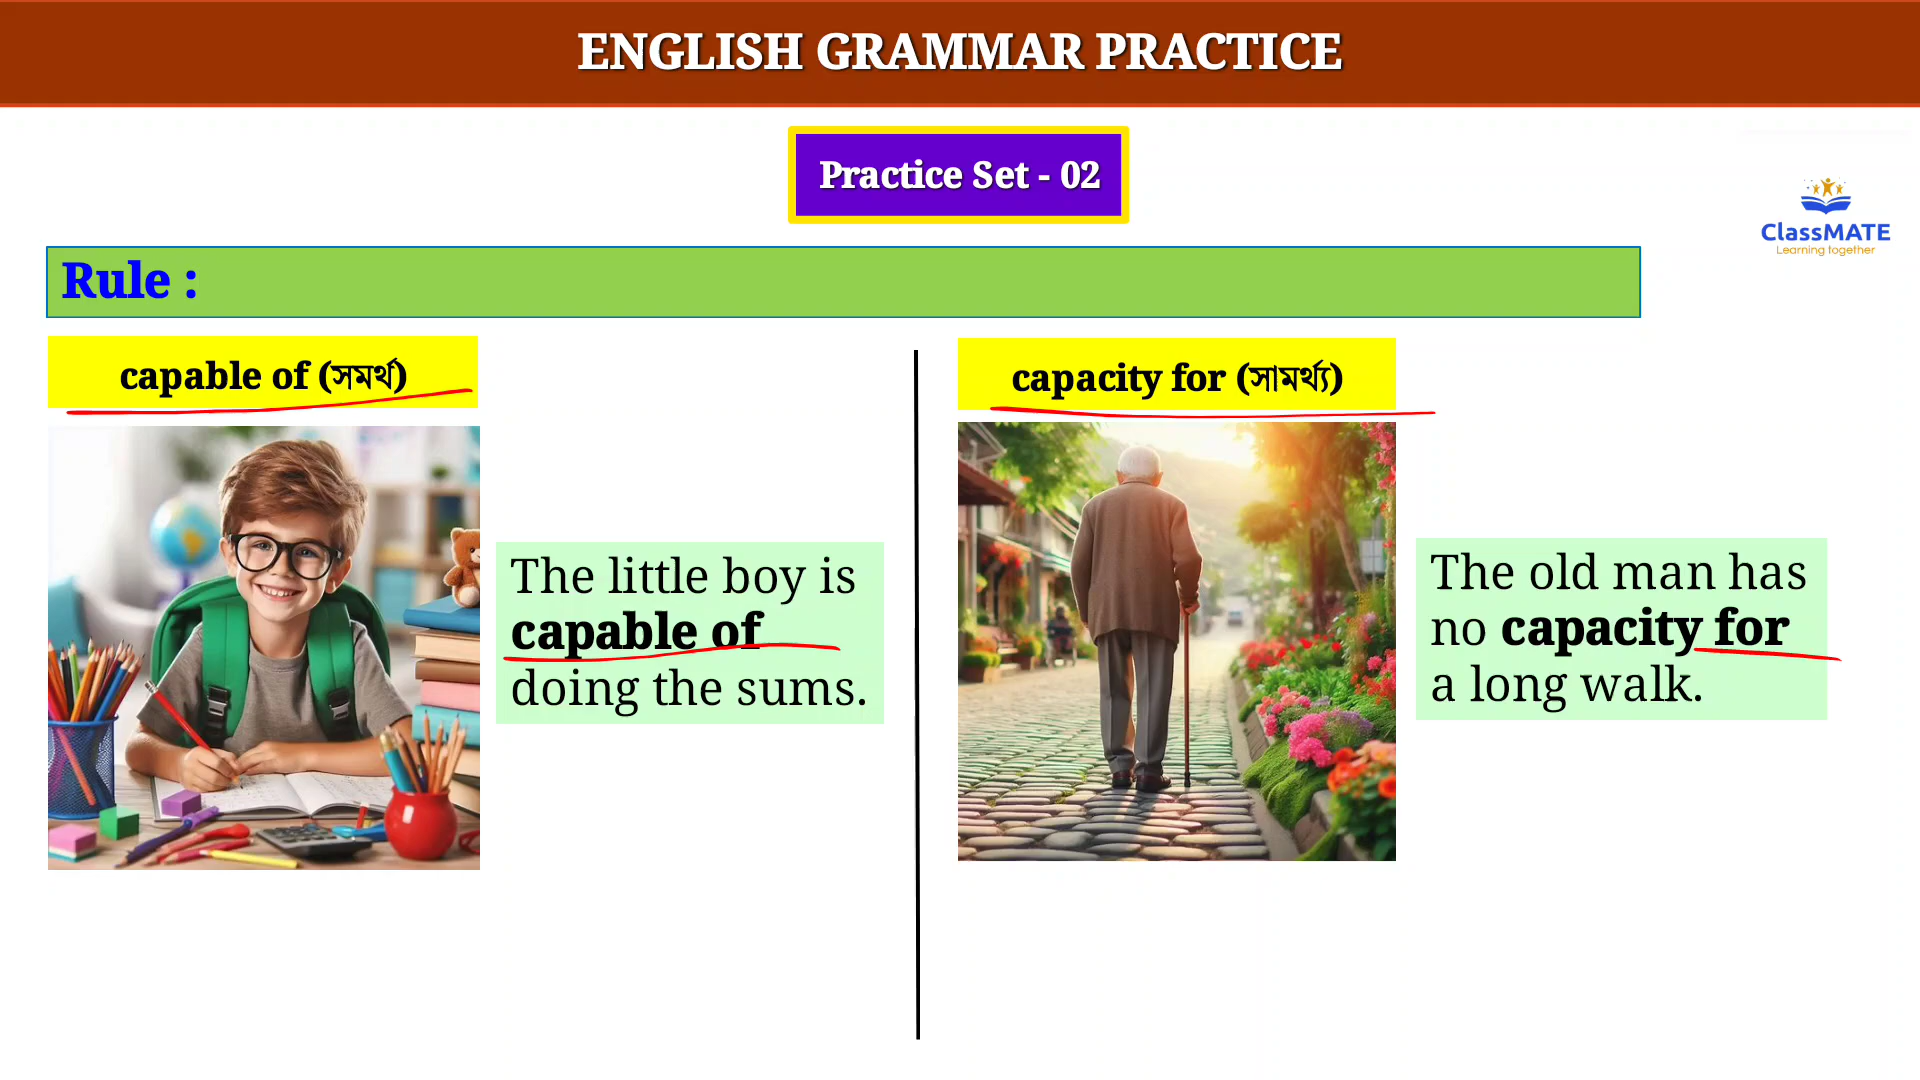 ENGLISH GRAMMAR PRACTICE
Practice Set - 02
ClassMATE
Learning together
Rule :
capable of (সমর্থ)
The little boy is
capable of
doing the sums.
capacity for (সামর্থ্য)
The old man has
no capacity for
a long walk.